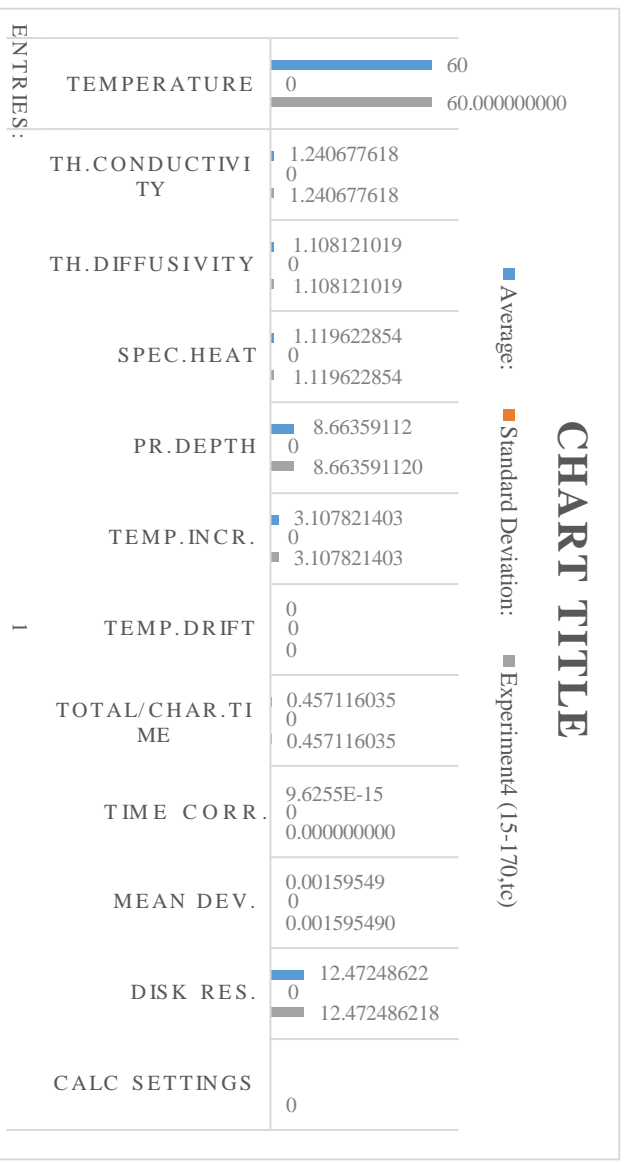 CHART TITLE
Average:
Standard Deviation:
Experiment4 (15-170,tc)
ENTRIES:
1
TEMPERATURE
60
0
60.000000000
TH.CONDUCTIVI
TY
1.240677618
0
1.240677618
TH.DIFFUSIVITY
1.108121019
0
1.108121019
SPEC.HEAT
1.119622854
0
1.119622854
PR.DEPTH
8.66359112
0
8.663591120
TEMP.INCR.
3.107821403
0
3.107821403
TEMP.DRIFT
0
0
0
TOTAL/CHAR.TI
ME
0.457116035
0
0.457116035
TIME CORR.
9.6255E-15
0
0.000000000
MEAN DEV.
0.00159549
0
0.001595490
DISK RES.
12.47248622
0
12.472486218
CALC SETTINGS
0